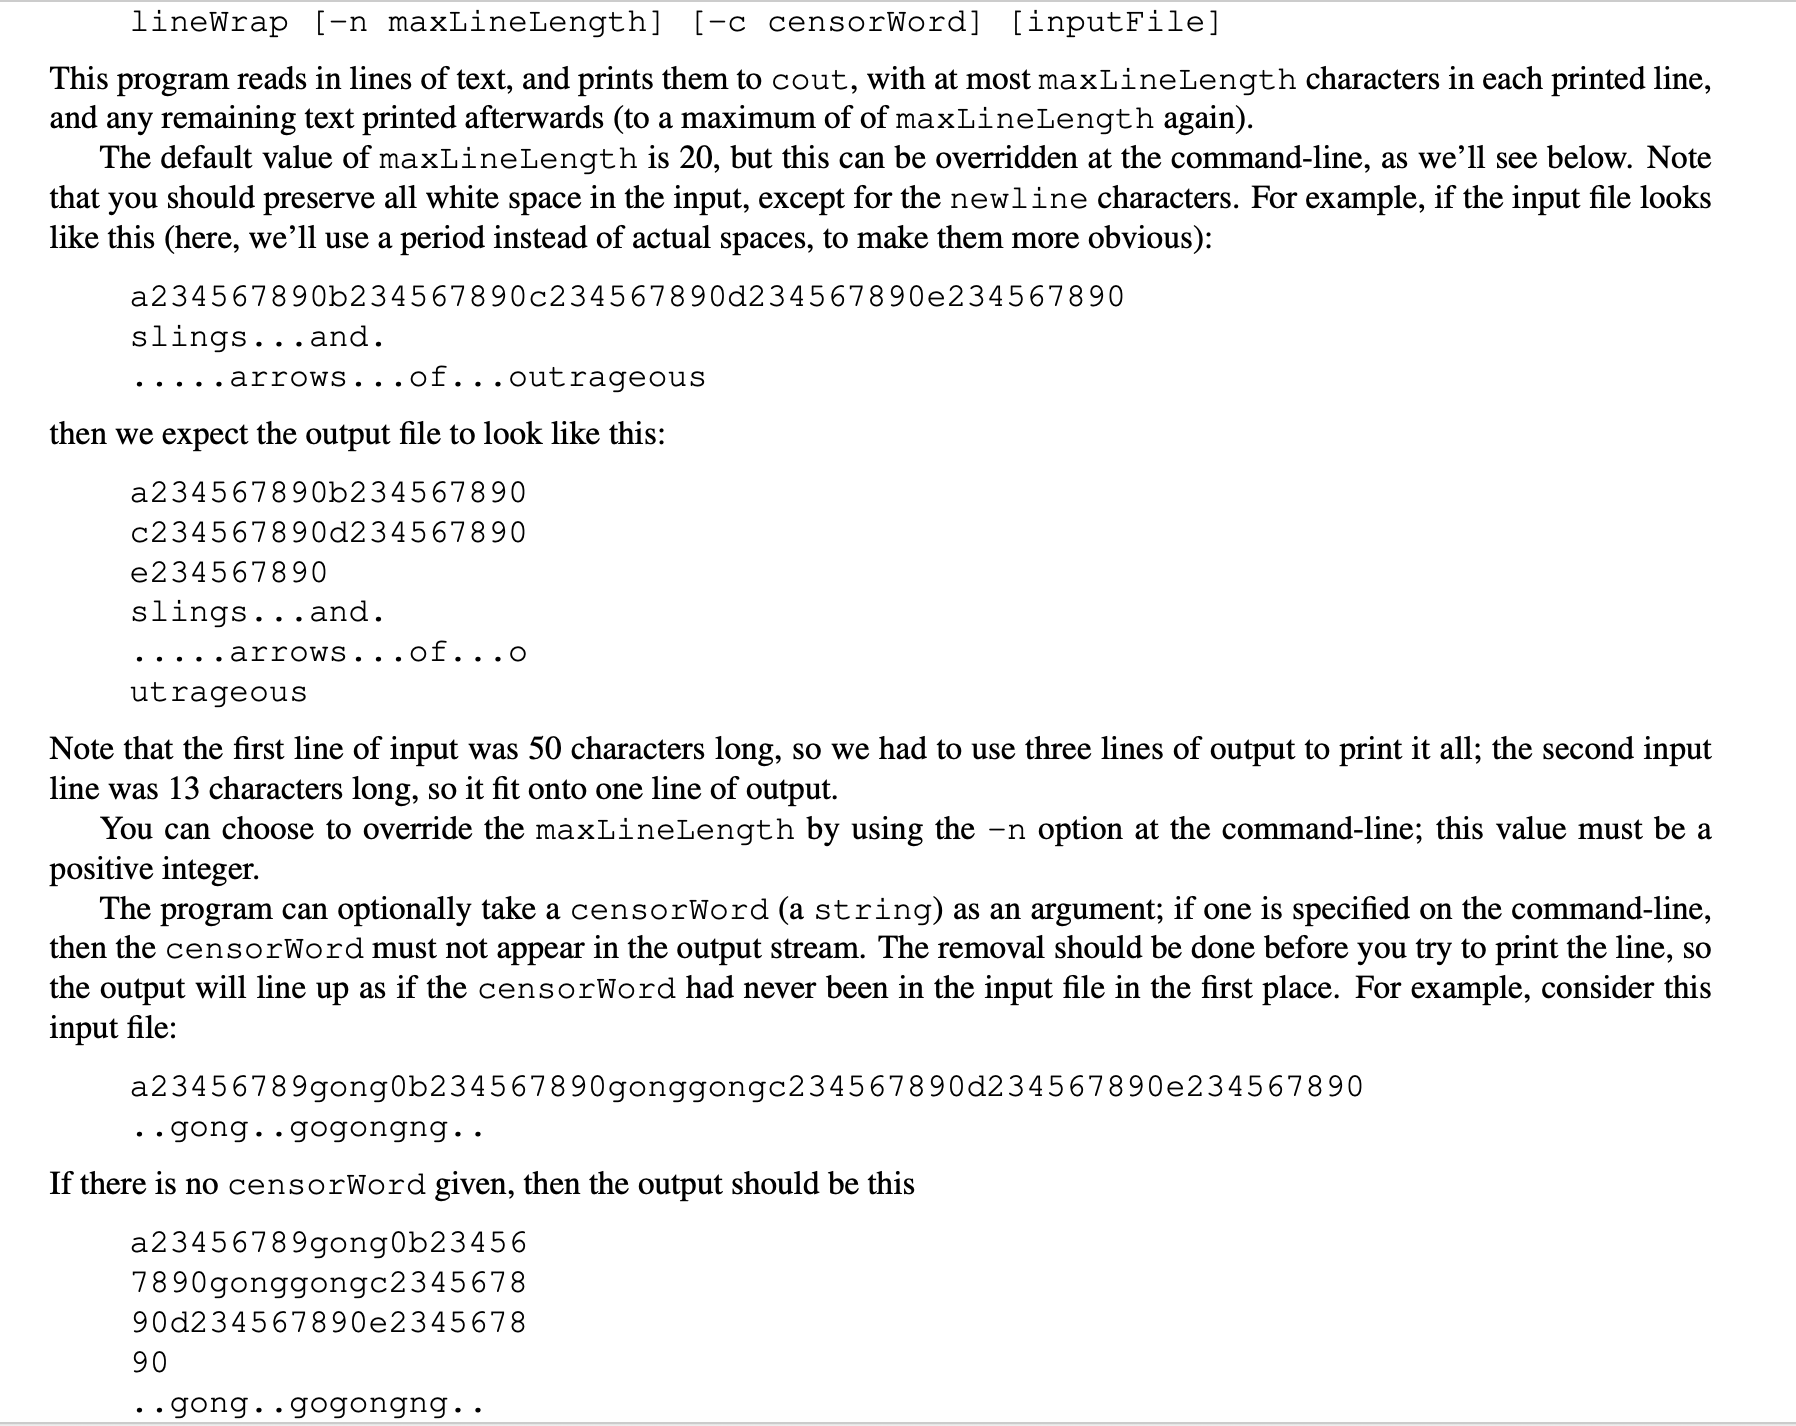 lineWrap [-n maxLineLength] [-c censorWord] [inputFile]
This program reads in lines of text, and prints them to cout, with at most maxLineLength characters in each printed line,
and any remaining text printed afterwards (to a maximum of of maxLineLength again).
The default value of maxLineLength is 20, but this can be overridden at the command-line, as we'll see below. Note
that you should preserve all white space in the input, except for the newline characters. For example, if the input file looks
like this (here, we'll use a period instead of actual spaces, to make them more obvious):
a234567890b234567890c234567890d234567890e234567890
slings...and.
.....arrows...of...outrageous
then we expect the output file to look like this:
a234567890b234567890
c234567890d234567890
e234567890
slings...and.
.....arrows...of...o
utrageous
Note that the first line of input was 50 characters long, so we had to use three lines of output to print it all; the second input
line was 13 characters long, so it fit onto one line of output.
You can choose to override the maxLineLength by using the -n option at the command-line; this value must be a
positive integer.
The program can optionally take a censorWord (a string) as an argument; if one is specified on the command-line,
then the censorWord must not appear in the output stream. The removal should be done before you try to print the line, so
the output will line up as if the censorWord had never been in the input file in the first place. For example, consider this
input file:
a23456789gong0b234567890gonggongc234567890d234567890e234567890
..gong..gogongng..
If there is no censorWord given, then the output should be this
a23456789gong0b23456
7890gonggongc2345678
90d234567890e2345678
90
..gong..gogongng..